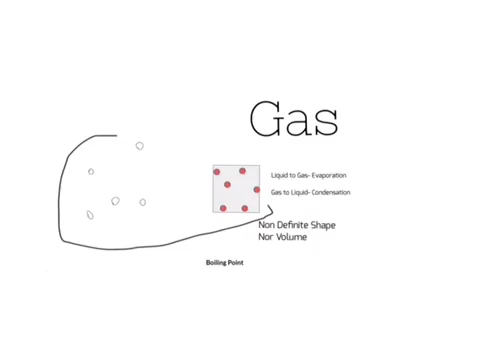 Gas
Liquid to Gas- Evaporation
Gas to Liquid- Condensation
Non Definite Shape
Nor Volume
Boiling Point